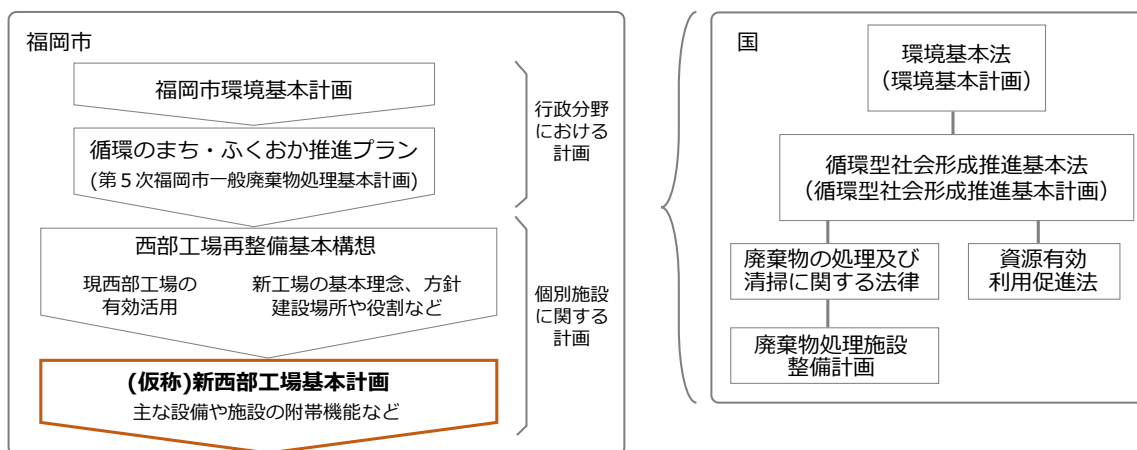 福岡市
福岡市環境基本計画
循環のまち・ふくおか推進プラン
(第5次福岡市一般廃棄物処理基本計画)
行政分野
における
計画
西部工場再整備基本構想
現西部工場の
有効活用
新工場の基本理念、方針
建設場所や役割など
(仮称)新西部工場基本計画
主な設備や施設の附帯機能など
個別施設
に関する
計画
国
環境基本法
(環境基本計画)
循環型社会形成推進基本法
(循環型社会形成推進基本計画)
廃棄物の処理及び
清掃に関する法律
資源有効
利用促進法
廃棄物処理施設
整備計画